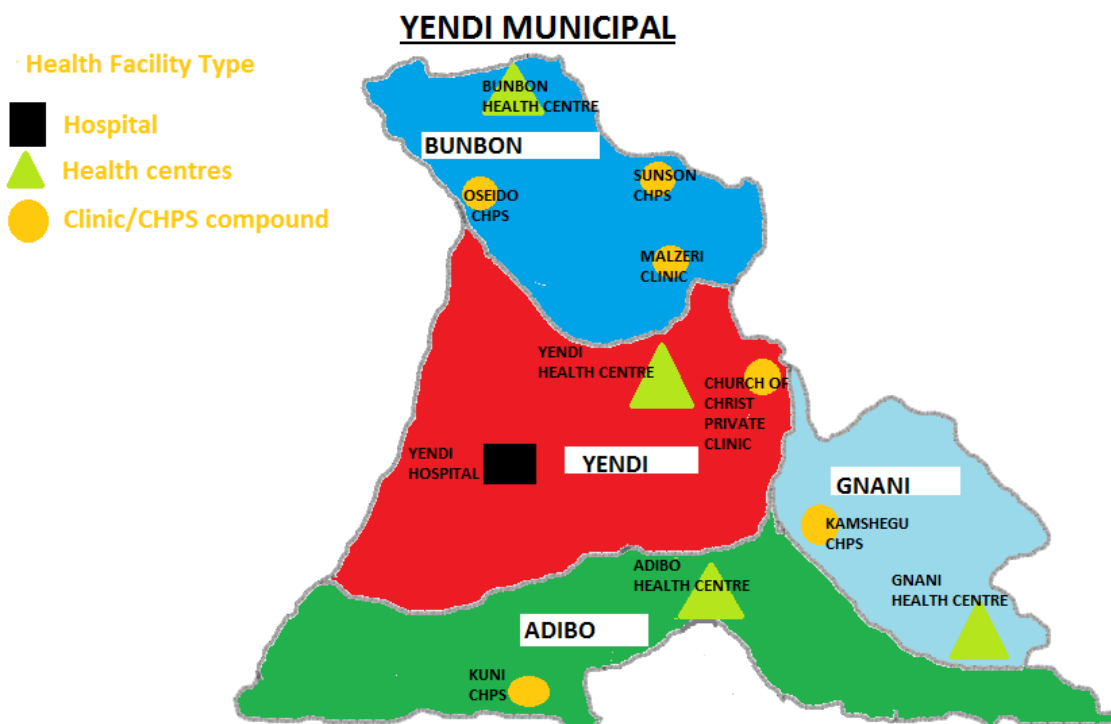 YENDI MUNICIPAL
Health Facility Type
Hospital
Health centres
Clinic/CHPS compound
BUNBON
HEALTH CENTRE
BUNBON
OSEIDO
CHPS
SUNSON
CHPS
MALZERI
CLINIC
YENDI
HEALTH CENTRE
CHURCH OF
CHRIST
PRIVATE
CLINIC
YENDI
HOSPITAL
YENDI
GNANI
KAMSHEGU
CHPS
ADIBO
HEALTH CENTRE
GNANI
HEALTH CENTRE
ADIBO
KUNI
CHPS